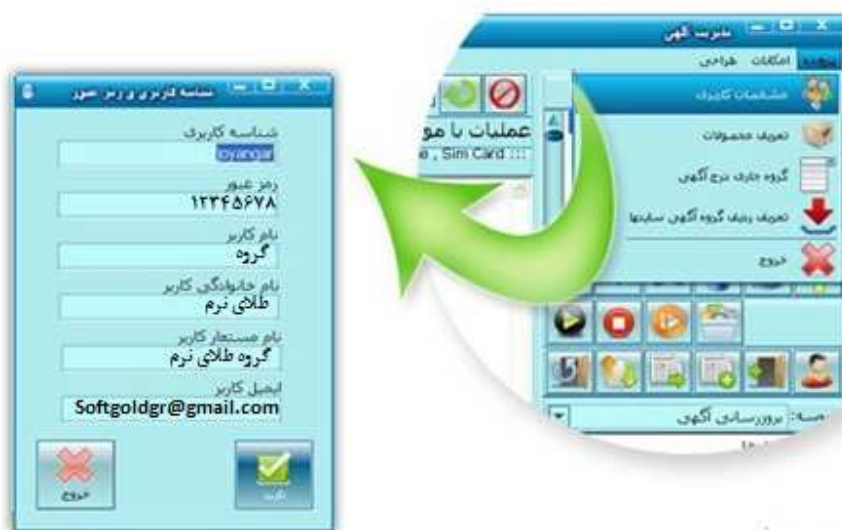 شناسه کاربری و رمز عبور
شناسه کاربری
رمز عبور
۱۲۳۴۵۶۷۸
نام کاربر
گروه
نام خانوادگی کاربر
طلای نرم
نام مستعار کاربر
گروه طلای نرم
ایمیل کاربر
Softgoldgr@gmail.com
تایید
خروج
مدیریت آگهی
پرونده امکانات طراحی
مشخصات کاربری
تعریف محصولات
گروه جاری درج آگهی
تعریف ردیف گروه آگهی سایتها
خروج
عملیات با مو
e , Sim Card :::
بروزرسانی آگهی